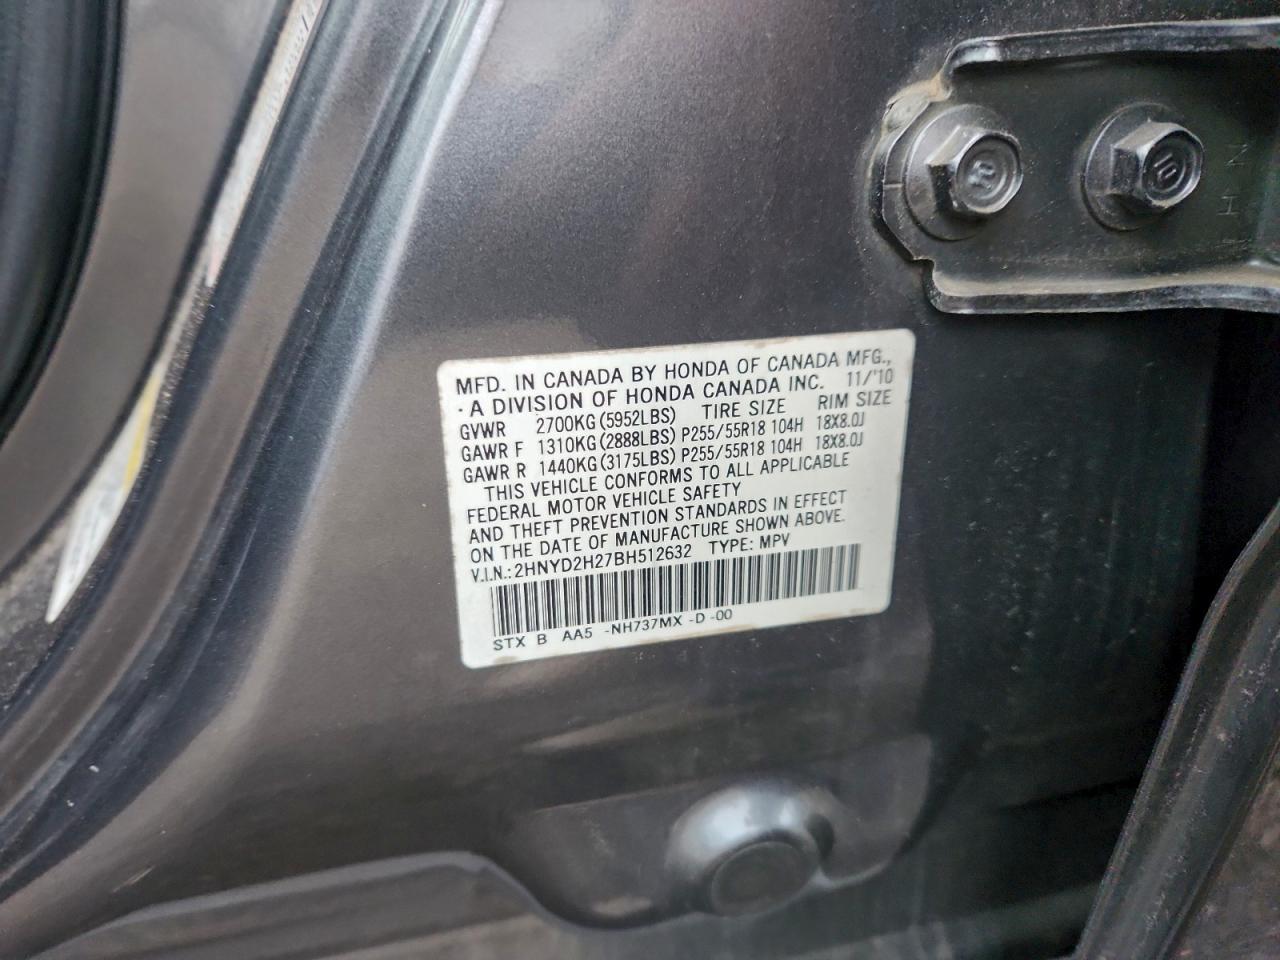 MFD. IN CANADA BY HONDA OF CANADA MFG.,
· A DIVISION OF HONDA CANADA INC. 11/'10
GVWR 2700KG (5952LBS) TIRE SIZE RIM SIZE
GAWR F 1310KG (2888LBS) P255/55R18 104H 18X8.0J
GAWR R 1440KG (3175LBS) P255/55R18 104H 18X8.0J
THIS VEHICLE CONFORMS TO ALL APPLICABLE
FEDERAL MOTOR VEHICLE SAFETY
AND THEFT PREVENTION STANDARDS IN EFFECT
ON THE DATE OF MANUFACTURE SHOWN ABOVE.
V.I.N.:2HNYD2H27BH512632 TYPE: MPV
STX B AA5 -NH737MX -D -00
10